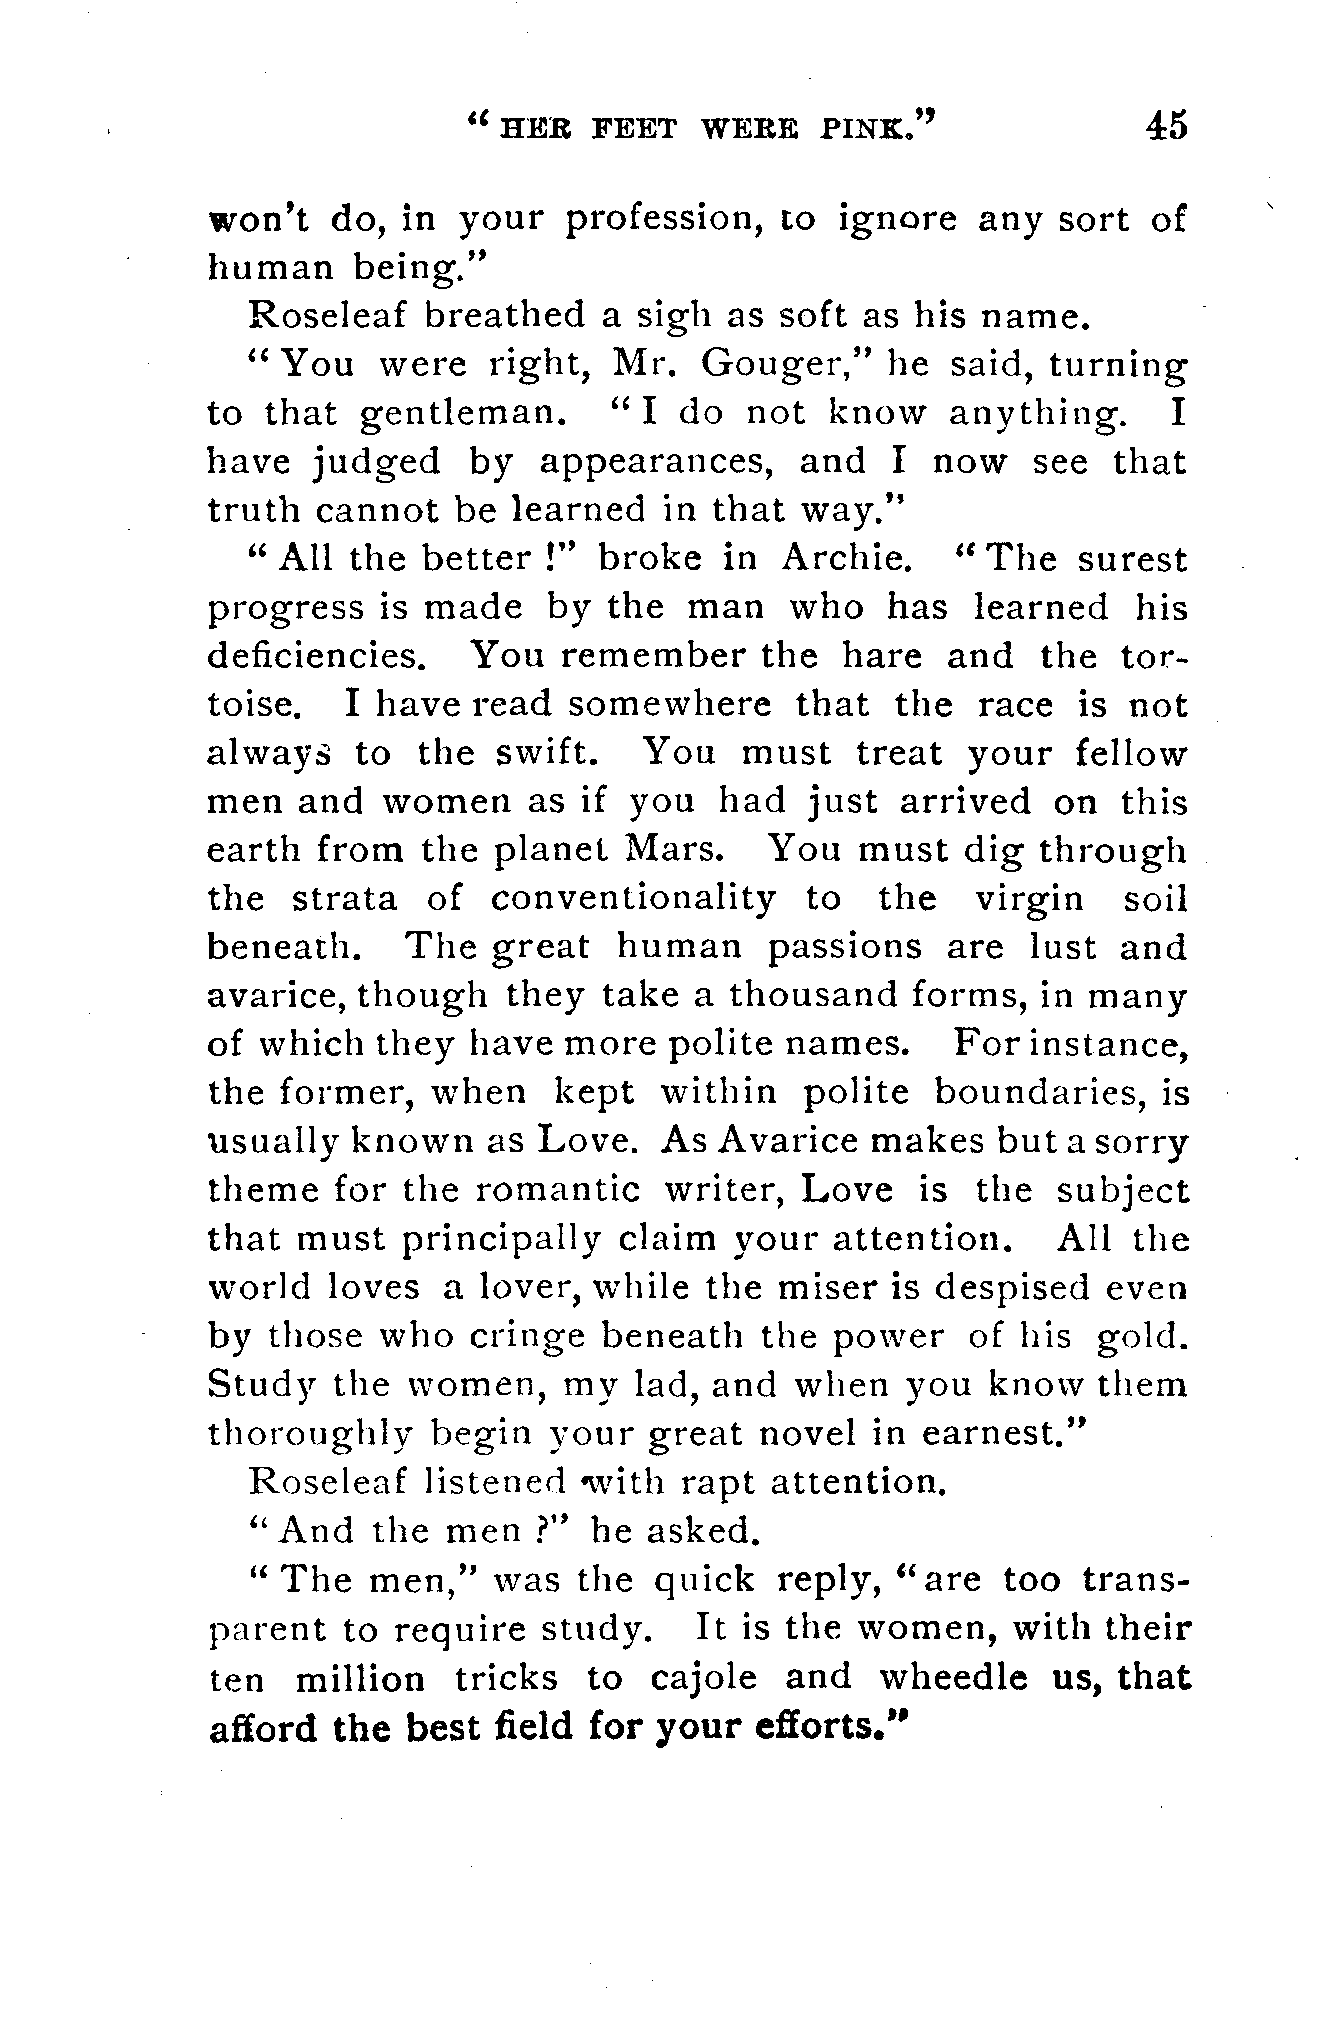 “ HER FEET WERE PINK.” 45
won’t do, in your profession, to ignore any sort of
human being.”
Roseleaf breathed a sigh as soft as his name.
“ You were right, Mr. Gouger,” he said, turning
to that gentleman. “ I do not know anything. I
have judged by appearances, and I now see that
truth cannot be learned in that way.”
“ All the better !” broke in Archie. “ The surest
progress is made by the man who has learned his
deficiencies. You remember the hare and the tor-
toise. I have read somewhere that the race is not
always to the swift. You must treat your fellow
men and women as if you had just arrived on this
earth from the planet Mars. You must dig through
the strata of conventionality to the virgin soil
beneath. The great human passions are lust and
avarice, though they take a thousand forms, in many
of which they have more polite names. For instance,
the former, when kept within polite boundaries, is
usually known as Love. As Avarice makes but a sorry
theme for the romantic writer, Love is the subject
that must principally claim your attention. All the
world loves a lover, while the miser is despised even
by those who cringe beneath the power of his gold.
Study the women, my lad, and when you know them
thoroughly begin your great novel in earnest.”
Roseleaf listened with rapt attention.
“ And the men ?” he asked.
“ The men,” was the quick reply, “ are too trans-
parent to require study. It is the women, with their
ten million tricks to cajole and wheedle us, that
afford the best field for your efforts.”